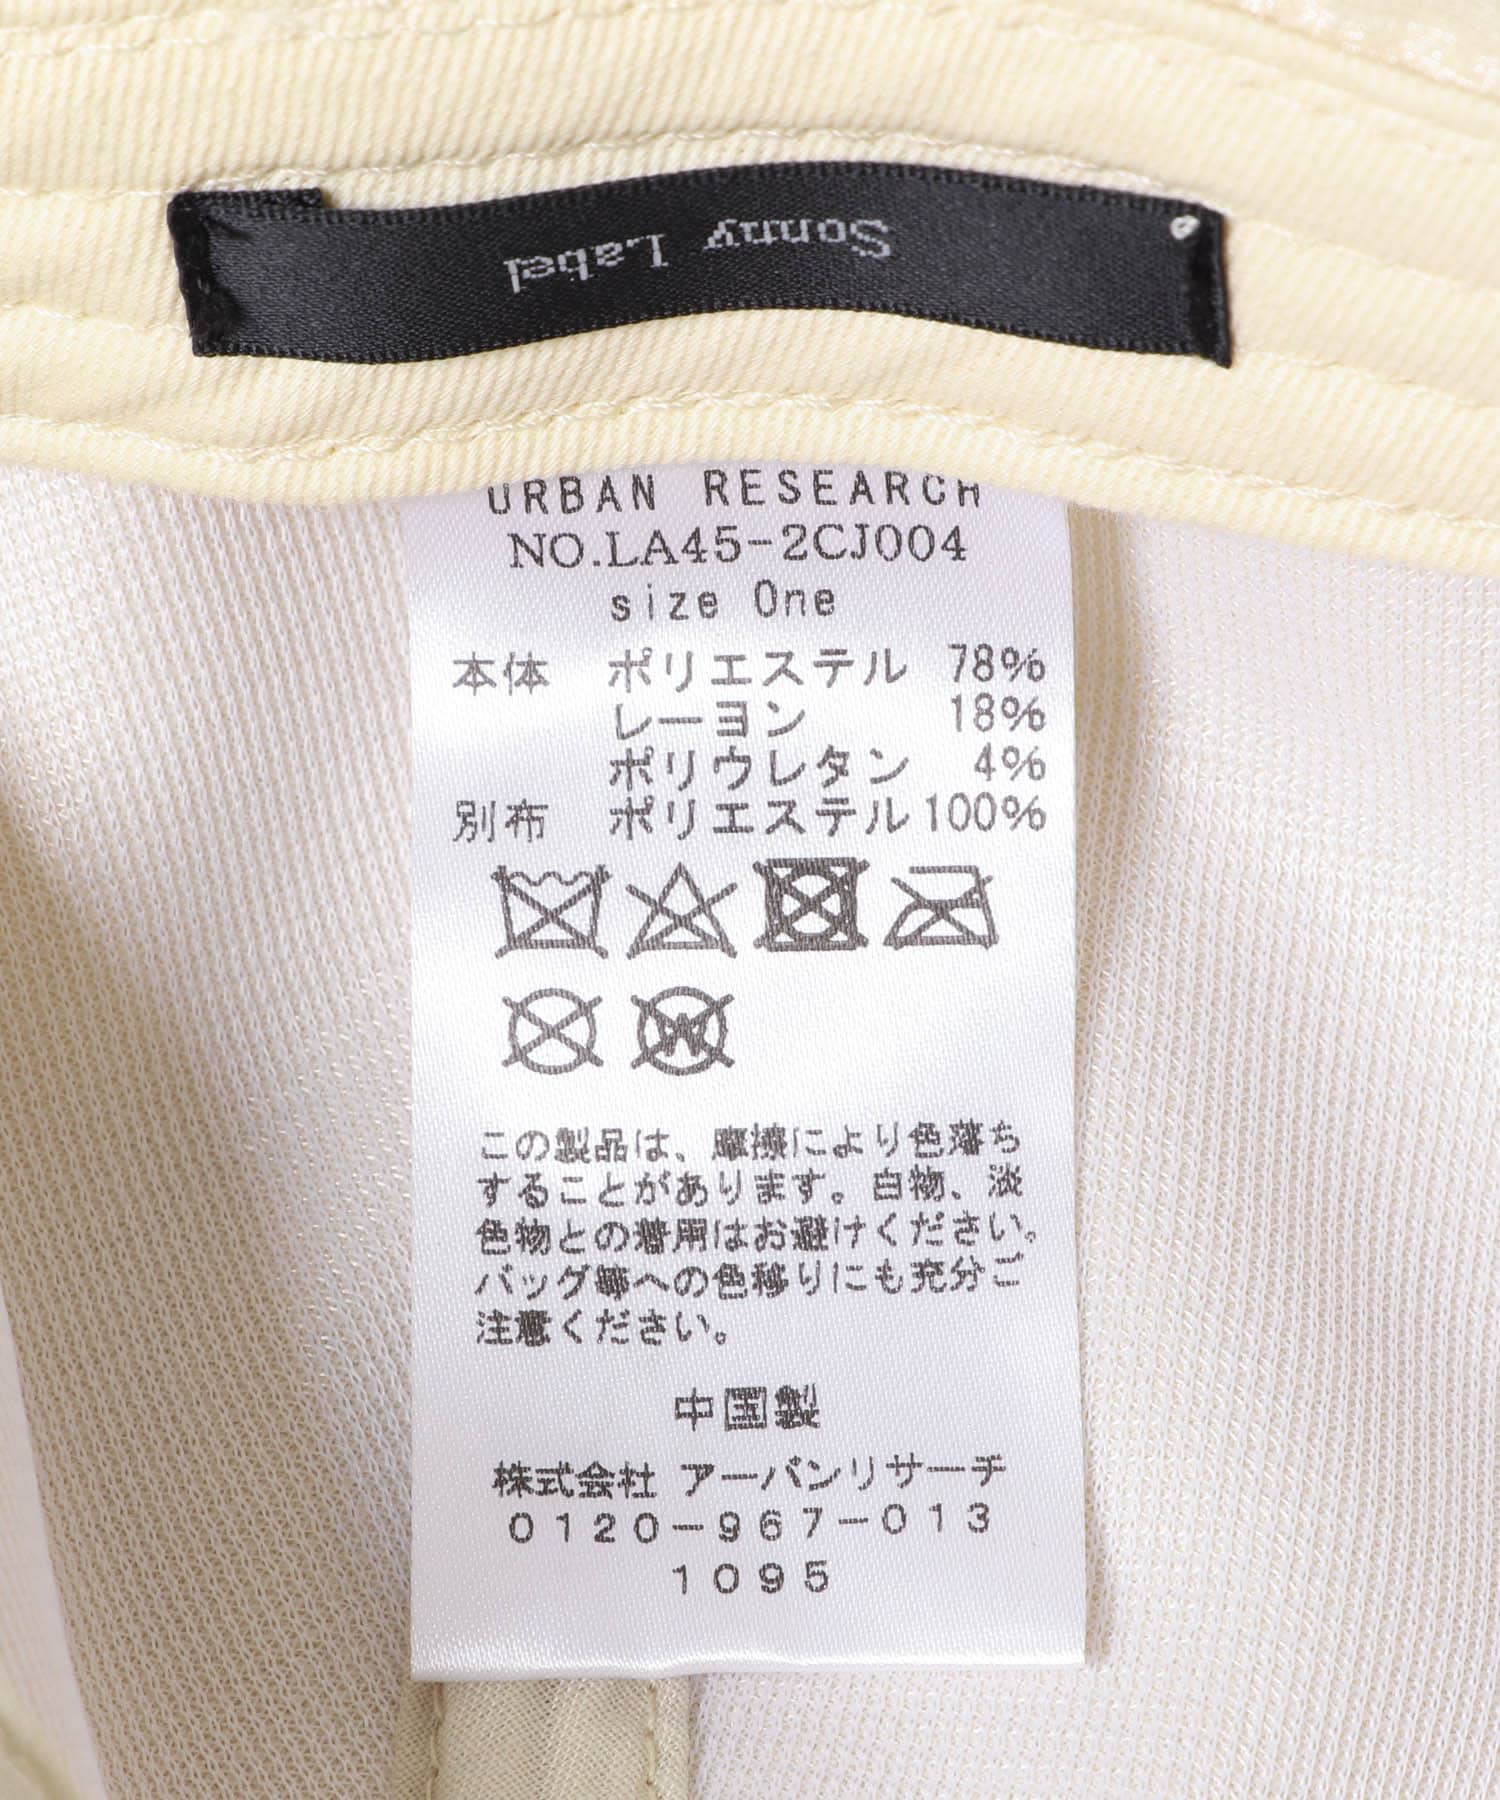 Sonny Label
URBAN RESEARCH
NO.LA45-2CJ004
size One
本体 ポリエステル 78%
レーヨン 18%
ポリウレタン 4%
別布 ポリエステル 100%
W
この製品は、摩擦により色落ち
することがあります。白物、淡
色物との着用はお避けください。
バッグ等への色移りにも充分ご
注意ください。
中国製
株式会社 アーバンリサーチ
0120-967-013
1095